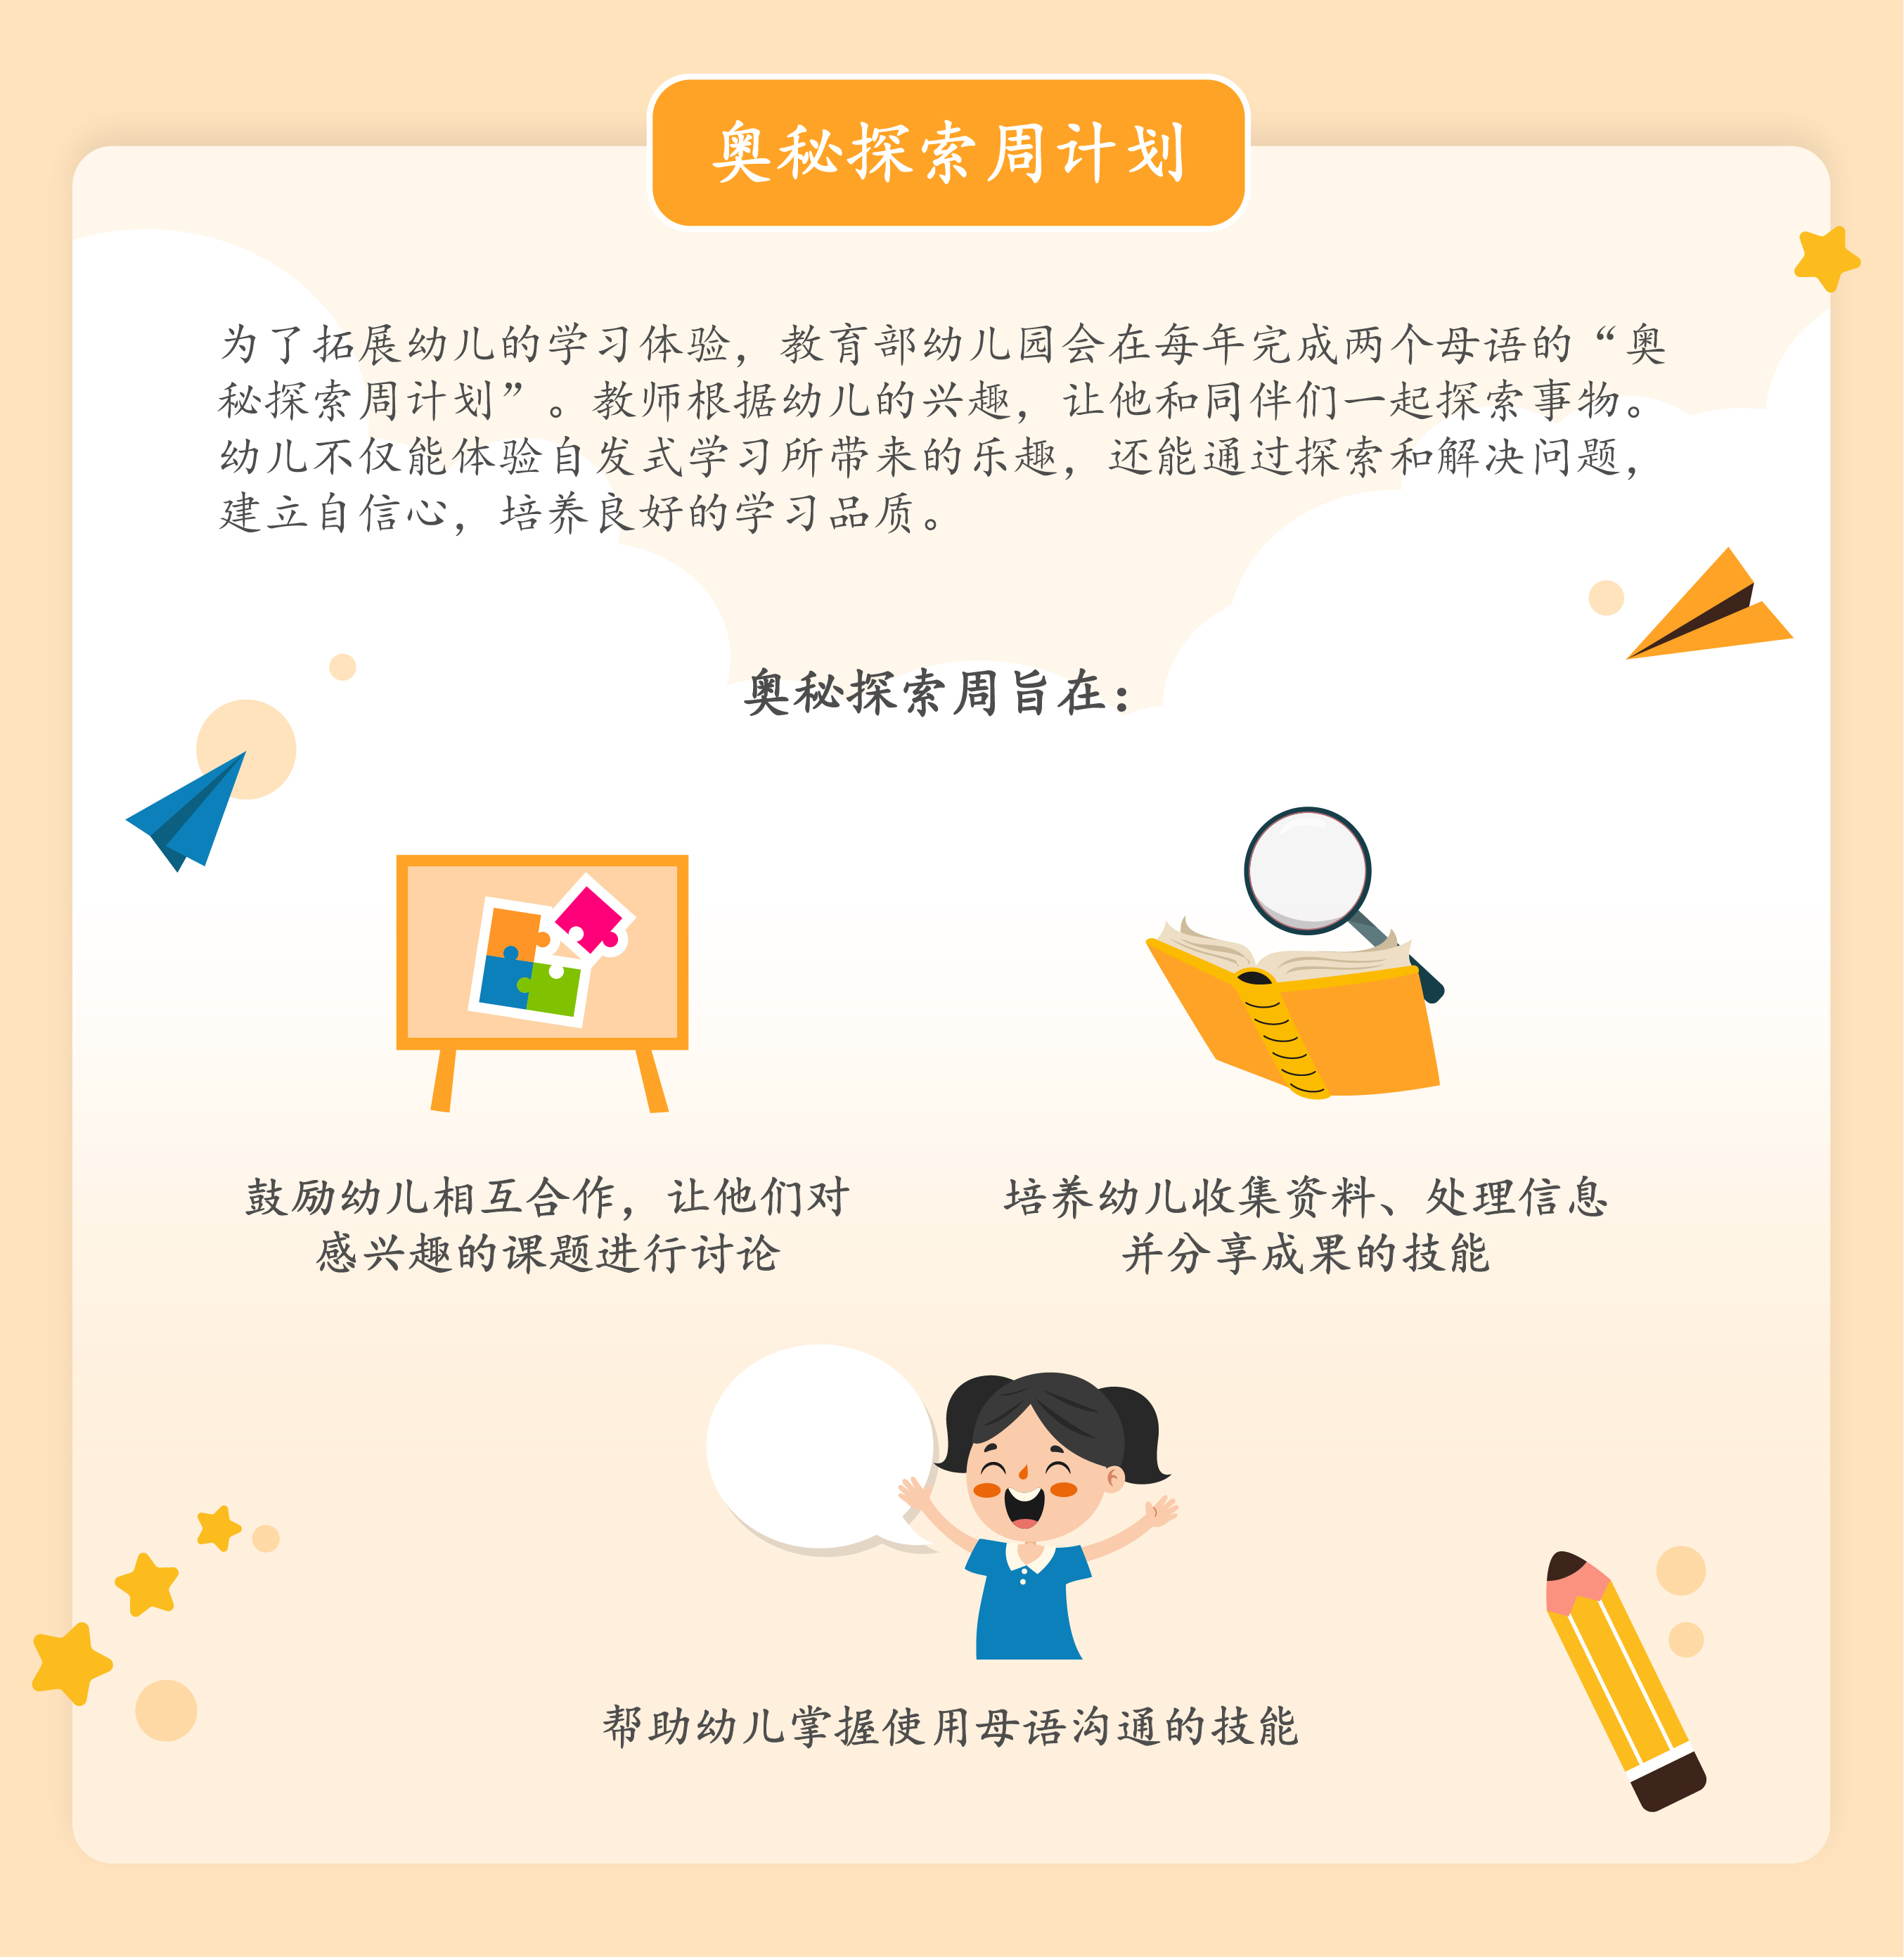 奥秘探索周计划
为了拓展幼儿的学习体验，教育部幼儿园会在每年完成两个母语的“奥
秘探索周计划”。教师根据幼儿的兴趣，让他和同伴们一起探索事物。
幼儿不仅能体验自发式学习所带来的乐趣，还能通过探索和解决问题，
建立自信心，培养良好的学习品质。
奥秘探索周旨在：
鼓励幼儿相互合作，让他们对
感兴趣的课题进行讨论
培养幼儿收集资料、处理信息
并分享成果的技能
帮助幼儿掌握使用母语沟通的技能